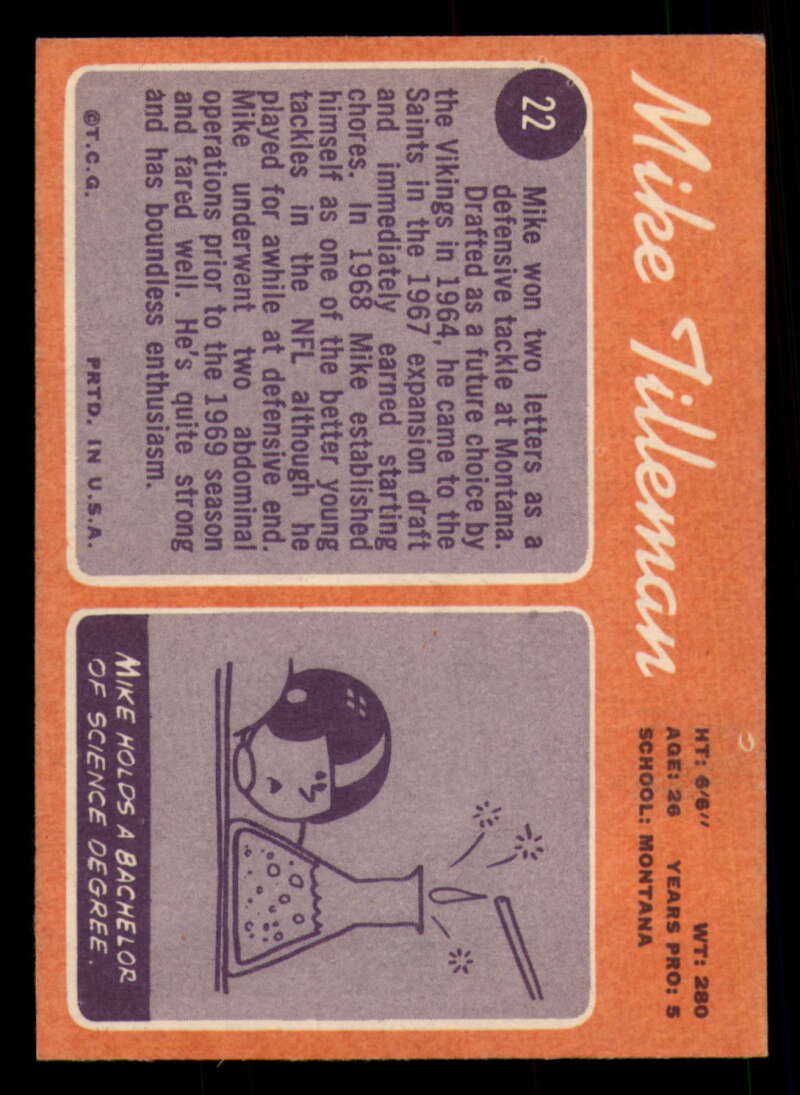 Mike Tilleman
HT: 6'6" WT: 280
AGE: 26 YEARS PRO: 5
SCHOOL: MONTANA
22
Mike won two letters as a
defensive tackle at Montana.
Drafted as a future choice by
the Vikings in 1964, he came to the
Saints in the 1967 expansion draft
and immediately earned starting
chores. In 1968 Mike established
himself as one of the better young
tackles in the NFL although he
played for awhile at defensive end.
Mike underwent two abdominal
operations prior to the 1969 season
and fared well. He's quite strong
and has boundless enthusiasm.
©T.C.G. PRTD. IN U.S.A.
MIKE HOLDS A BACHELOR
OF SCIENCE DEGREE.